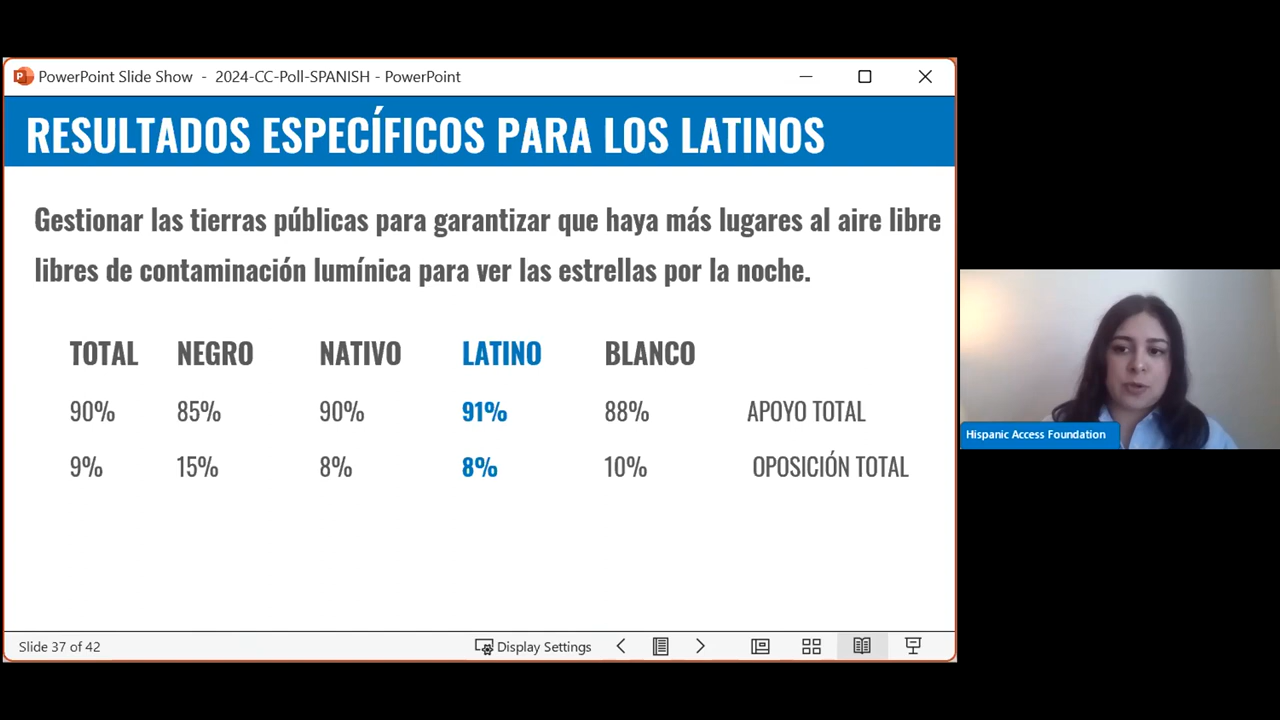 PowerPoint Slide Show - 2024-CC-Poll-SPANISH - PowerPoint
RESULTADOS ESPECÍFICOS PARA LOS LATINOS
Gestionar las tierras públicas para garantizar que haya más lugares al aire libre
libres de contaminación lumínica para ver las estrellas por la noche.
TOTAL NEGRO NATIVO LATINO BLANCO
90% 85% 90% 91% 88% APOYO TOTAL
9% 15% 8% 8% 10% OPOSICIÓN TOTAL
Hispanic Access Foundation
Slide 37 of 42 Display Settings